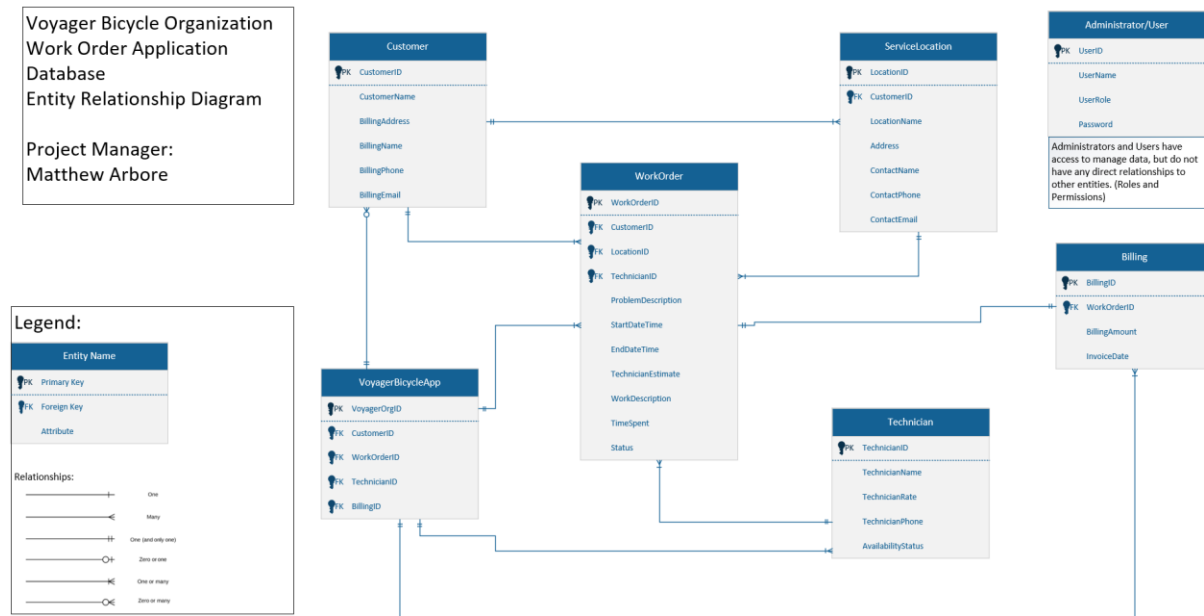 Voyager Bicycle Organization
Work Order Application
Database
Entity Relationship Diagram
Project Manager:
Matthew Arbore
Customer
PK CustomerID
CustomerName
BillingAddress
BillingName
BillingPhone
BillingEmail
ServiceLocation
PK LocationID
FK CustomerID
LocationName
Address
ContactName
ContactPhone
ContactEmail
Administrator/User
PK UserID
UserName
UserRole
Password
Administrators and Users have
access to manage data, but do not
have any direct relationships to
other entities. (Roles and
Permissions)
WorkOrder
PK WorkOrderID
FK CustomerID
FK LocationID
FK TechnicianID
ProblemDescription
StartDateTime
EndDateTime
TechnicianEstimate
WorkDescription
TimeSpent
Status
Billing
PK BillingID
FK WorkOrderID
BillingAmount
InvoiceDate
Legend:
Entity Name
PK Primary Key
FK Foreign Key
Attribute
Relationships:
One
Many
One (and only one)
Zero or one
One or many
Zero or many
VoyagerBicycleApp
PK VoyagerOrgID
FK CustomerID
FK WorkOrderID
FK TechnicianID
FK BillingID
Technician
PK TechnicianID
TechnicianName
TechnicianRate
TechnicianPhone
AvailabilityStatus